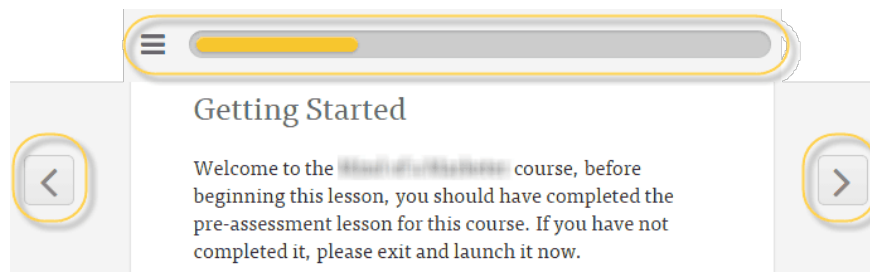 Getting Started
Welcome to the course, before
beginning this lesson, you should have completed the
pre-assessment lesson for this course. If you have not
completed it, please exit and launch it now.